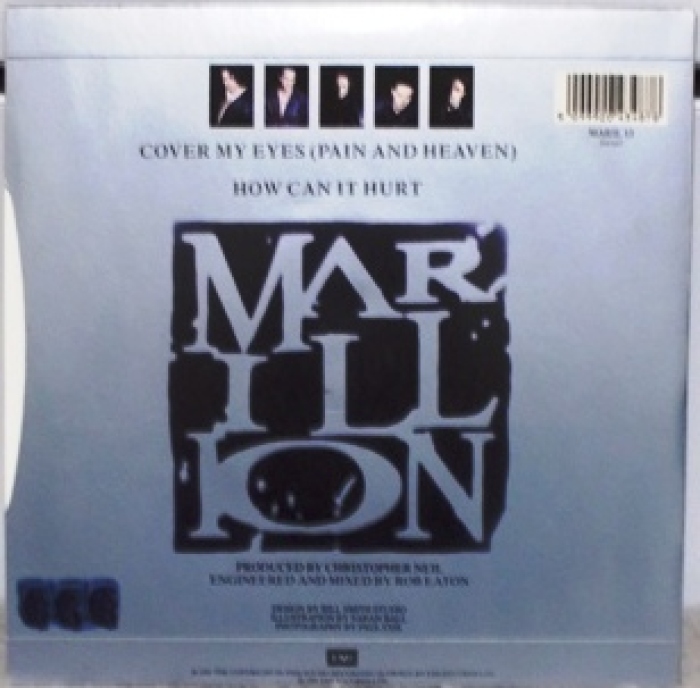 COVER MY EYES (PAIN AND HEAVEN)
HOW CAN IT HURT
MARIL 13
MAR
ILL
ION
PRODUCED BY CHRISTOPHER NEIL
ENGINEERED AND MIXED BY ROB EATON
DESIGN BY BILL SMITH STUDIO
ILLUSTRATION BY SARAH BALL
PHOTOGRAPHY BY PAUL COX
EMI